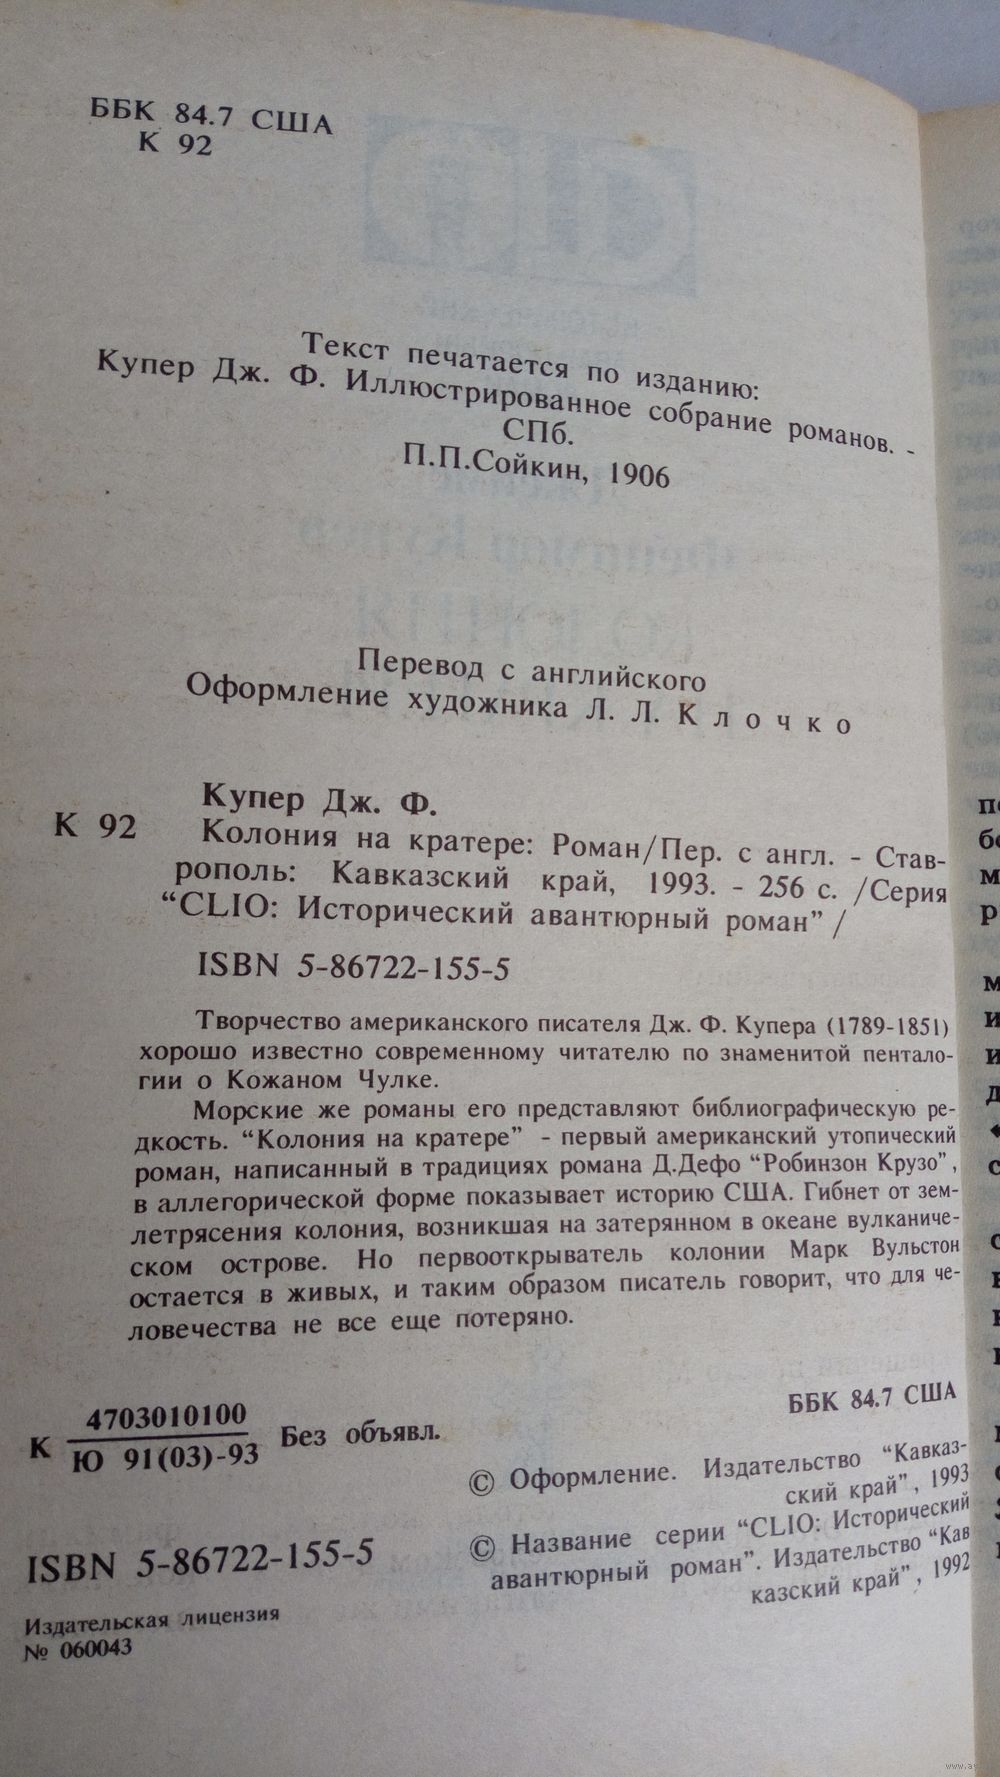 ББК 84.7 США
К 92
Текст печатается по изданию:
Купер Дж. Ф. Иллюстрированное собрание романов. -
СПб.
П.П.Сойкин, 1906
Перевод с английского
Оформление художника Л. Л. К л о ч к о
Купер Дж. Ф.
К 92 Колония на кратере: Роман/Пер. с англ. - Став-
рополь: Кавказский край, 1993. - 256 с. /Серия
“CLIO: Исторический авантюрный роман” /
ISBN 5-86722-155-5
Творчество американского писателя Дж. Ф. Купера (1789-1851)
хорошо известно современному читателю по знаменитой пентало-
гии о Кожаном Чулке.
Морские же романы его представляют библиографическую ре-
дкость. “Колония на кратере” - первый американский утопический
роман, написанный в традициях романа Д.Дефо “Робинзон Крузо”,
в аллегорической форме показывает историю США. Гибнет от зем-
летрясения колония, возникшая на затерянном в океане вулканиче-
ском острове. Но первооткрыватель колонии Марк Вульстон
остается в живых, и таким образом писатель говорит, что для че-
ловечества не все еще потеряно.
К 4703010100 Без объявл.
Ю 91(03)-93
ББК 84.7 США
© Оформление. Издательство “Кавказ-
ский край”, 1993
© Название серии “CLIO: Исторический
авантюрный роман”. Издательство “Кав
казский край”, 1992
ISBN 5-86722-155-5
Издательская лицензия
№ 060043